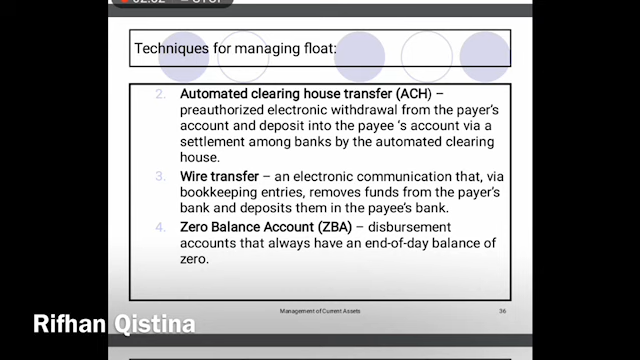 Techniques for managing float:
2. Automated clearing house transfer (ACH) –
preauthorized electronic withdrawal from the payer's
account and deposit into the payee 's account via a
settlement among banks by the automated clearing
house.
3. Wire transfer – an electronic communication that, via
bookkeeping entries, removes funds from the payer's
bank and deposits them in the payee's bank.
4. Zero Balance Account (ZBA) – disbursement
accounts that always have an end-of-day balance of
zero.
Management of Current Assets 36
Rifhan Qistina